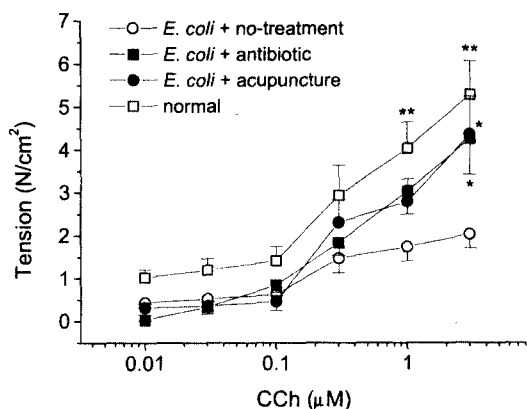 E. coli + no-treatment
E. coli + antibiotic
E. coli + acupuncture
normal
Tension (N/cm²)
7
6
5
4
3
2
1
0
**
**
*
*
0.01
0.1
1
CCh (μM)